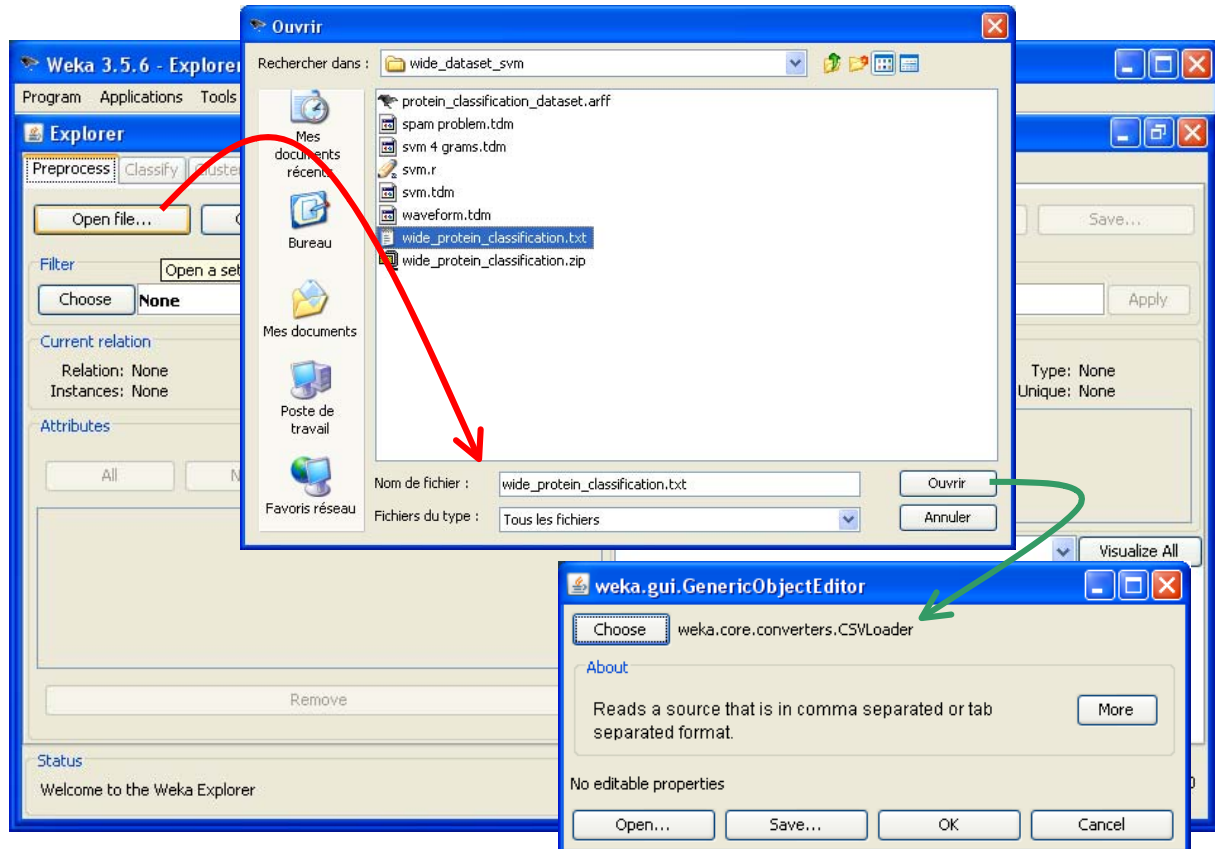 Ouvrir
Weka 3.5.6 - Explorer
Rechercher dans :
wide_dataset_svm
Program Applications Tools
Explorer
Preprocess Classify Cluster
Open file...
Save...
Open a set
Filter
Choose None
Apply
Current relation
Relation: None
Instances: None
Type: None
Unique: None
Attributes
All
Mes documents récents
Bureau
Mes documents
Poste de travail
Favoris réseau
protein_classification_dataset.arff
spam problem.tdm
svm 4 grams.tdm
svm.r
svm.tdm
waveform.tdm
wide_protein_classification.txt
wide_protein_classification.zip
Nom de fichier :
wide_protein_classification.txt
Ouvrir
Fichiers du type :
Tous les fichiers
Annuler
Visualize All
Remove
Status
Welcome to the Weka Explorer
weka.gui.GenericObjectEditor
Choose weka.core.converters.CSVLoader
About
Reads a source that is in comma separated or tab
separated format.
More
No editable properties
Open... Save... OK Cancel